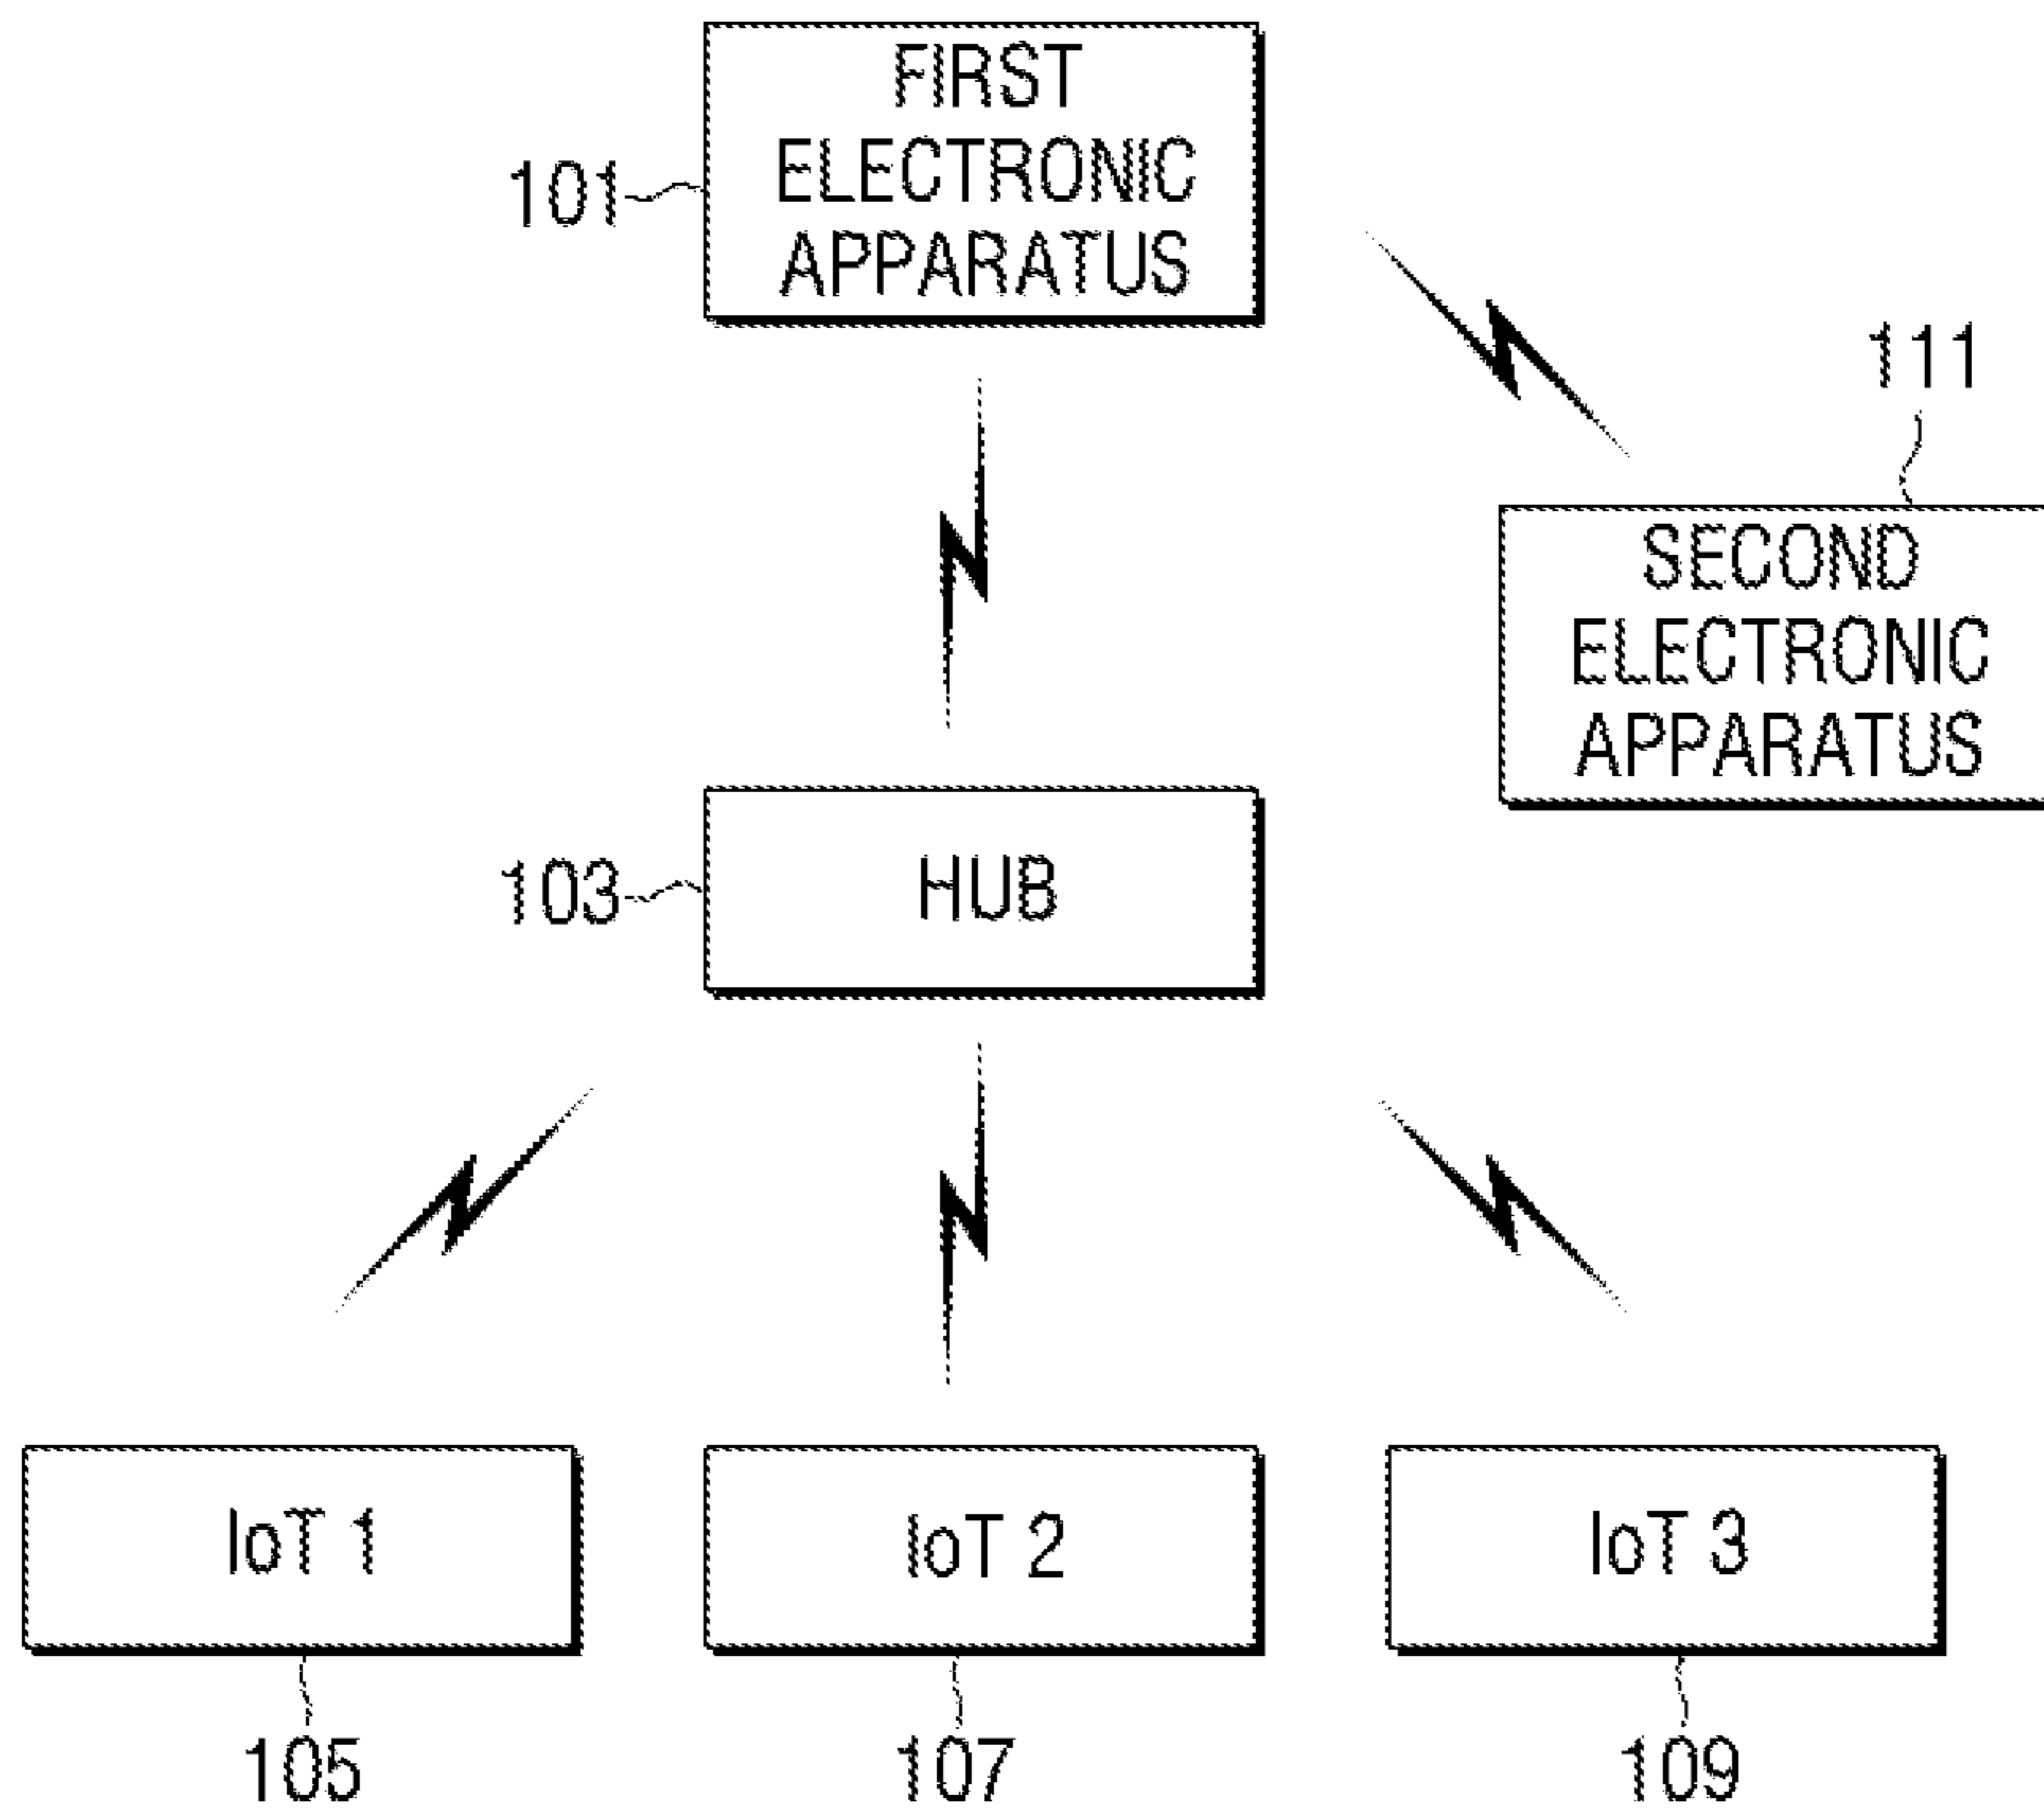 FIRST
ELECTRONIC
APPARATUS
101
111
SECOND
ELECTRONIC
APPARATUS
HUB
103
IoT 1
IoT 2
IoT 3
105
107
109